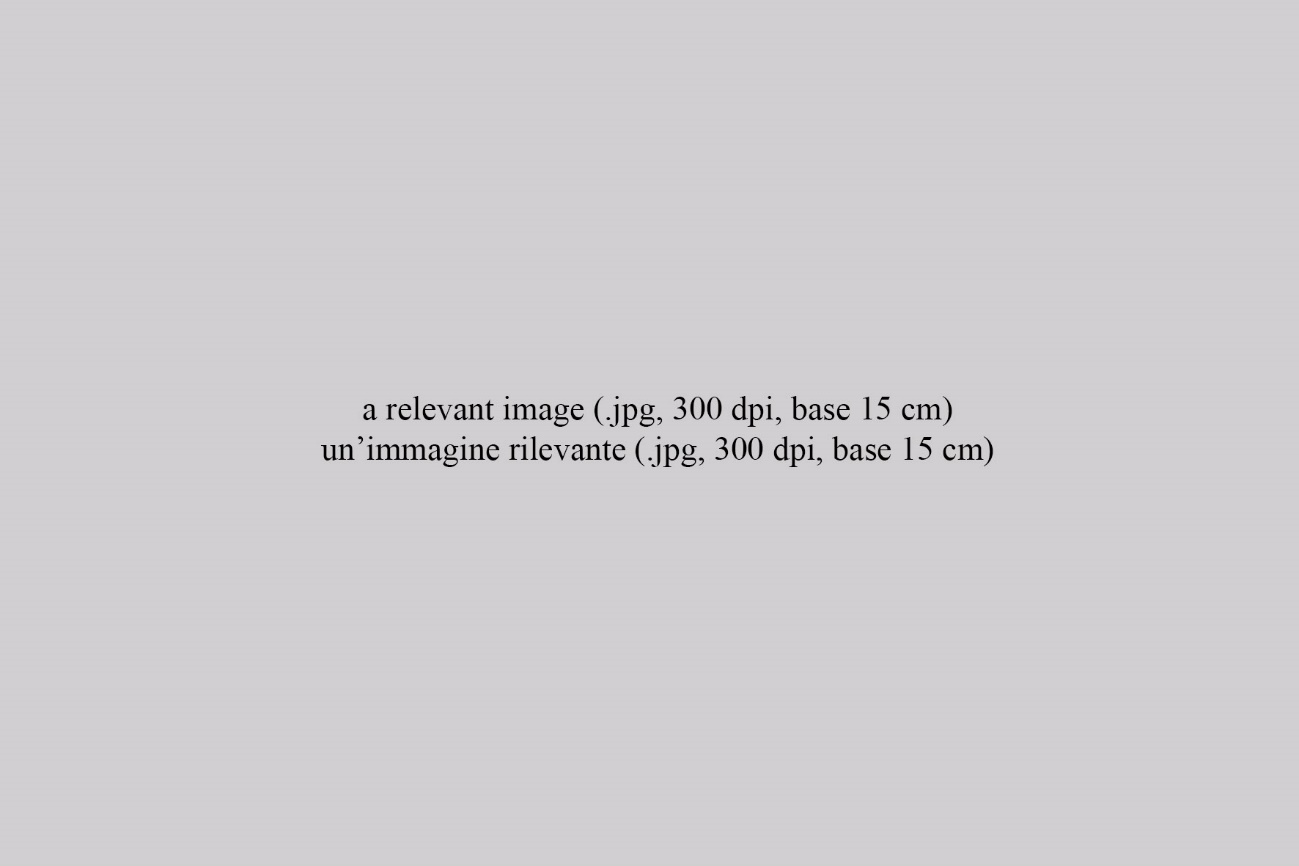 a relevant image (.jpg, 300 dpi, base 15 cm)
un’immagine rilevante (.jpg, 300 dpi, base 15 cm)